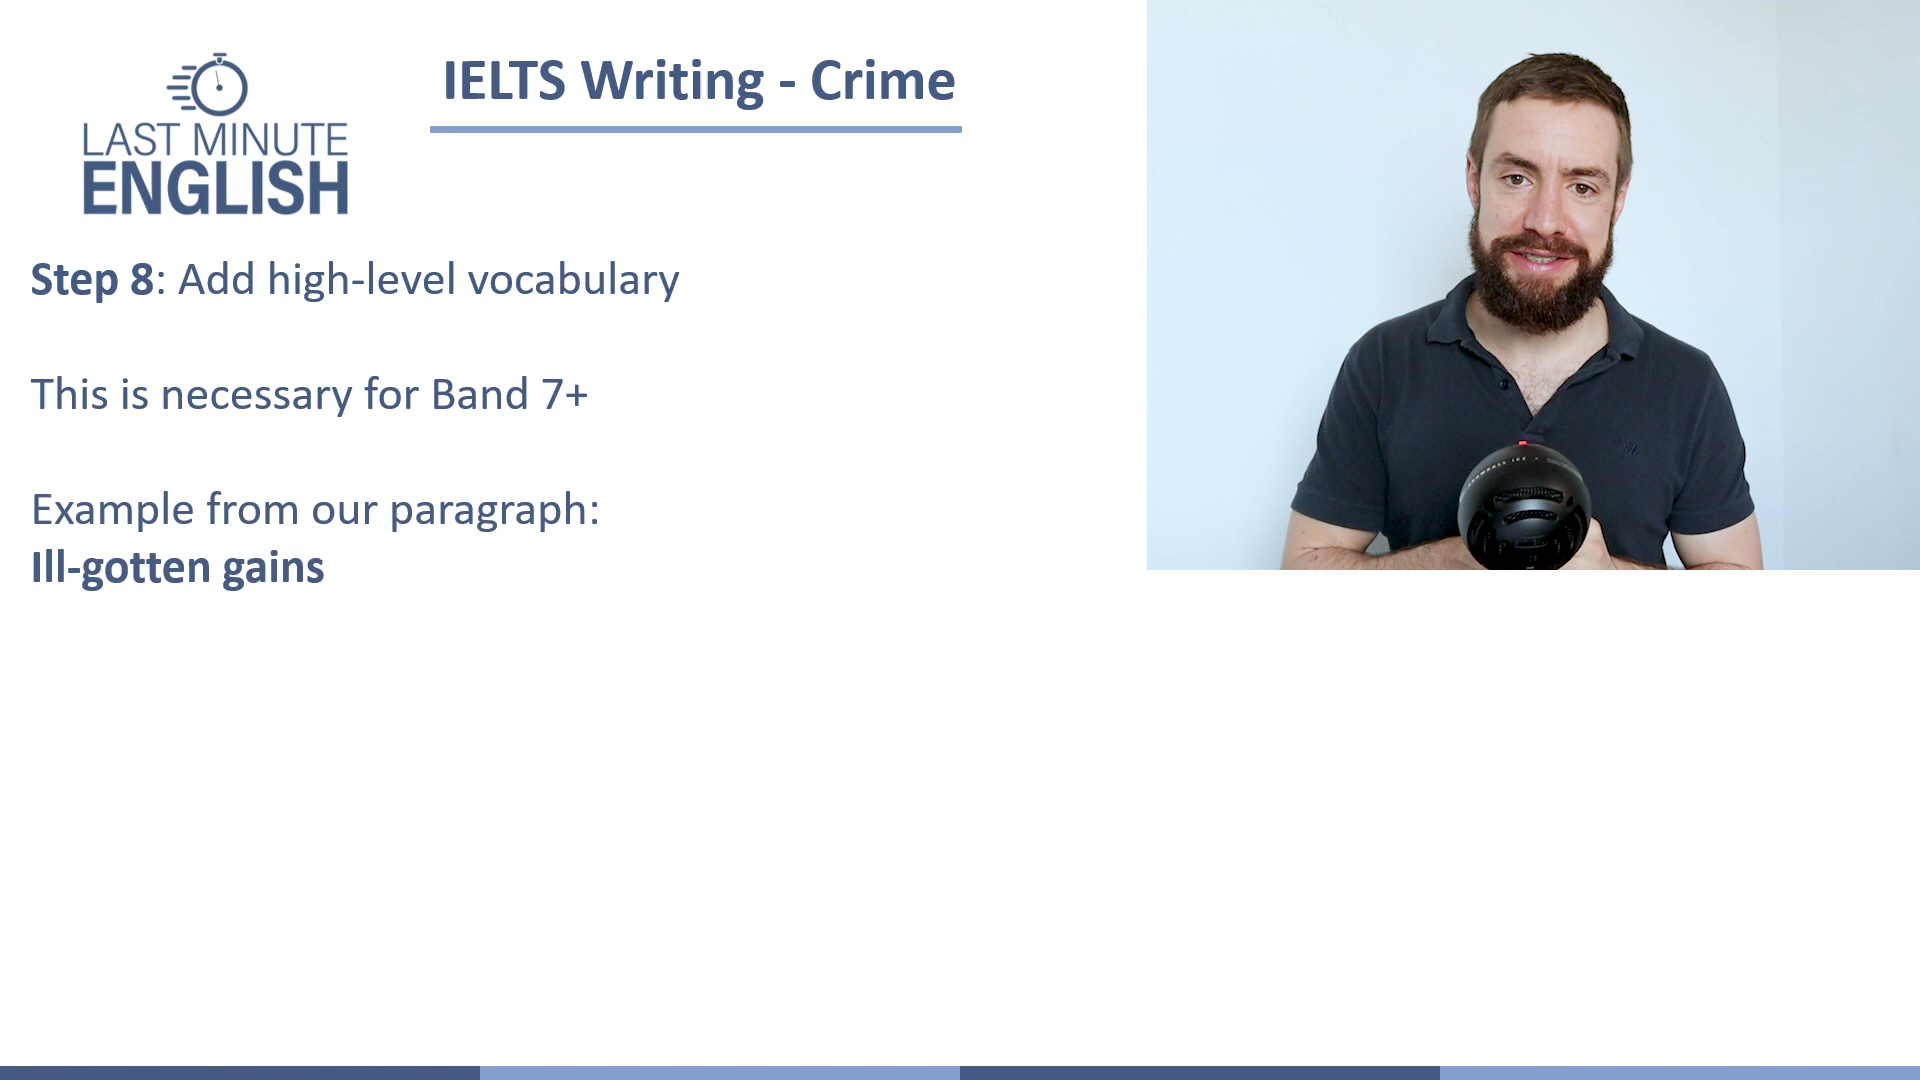 LAST MINUTE
ENGLISH
IELTS Writing - Crime
Step 8: Add high-level vocabulary
This is necessary for Band 7+
Example from our paragraph:
Ill-gotten gains